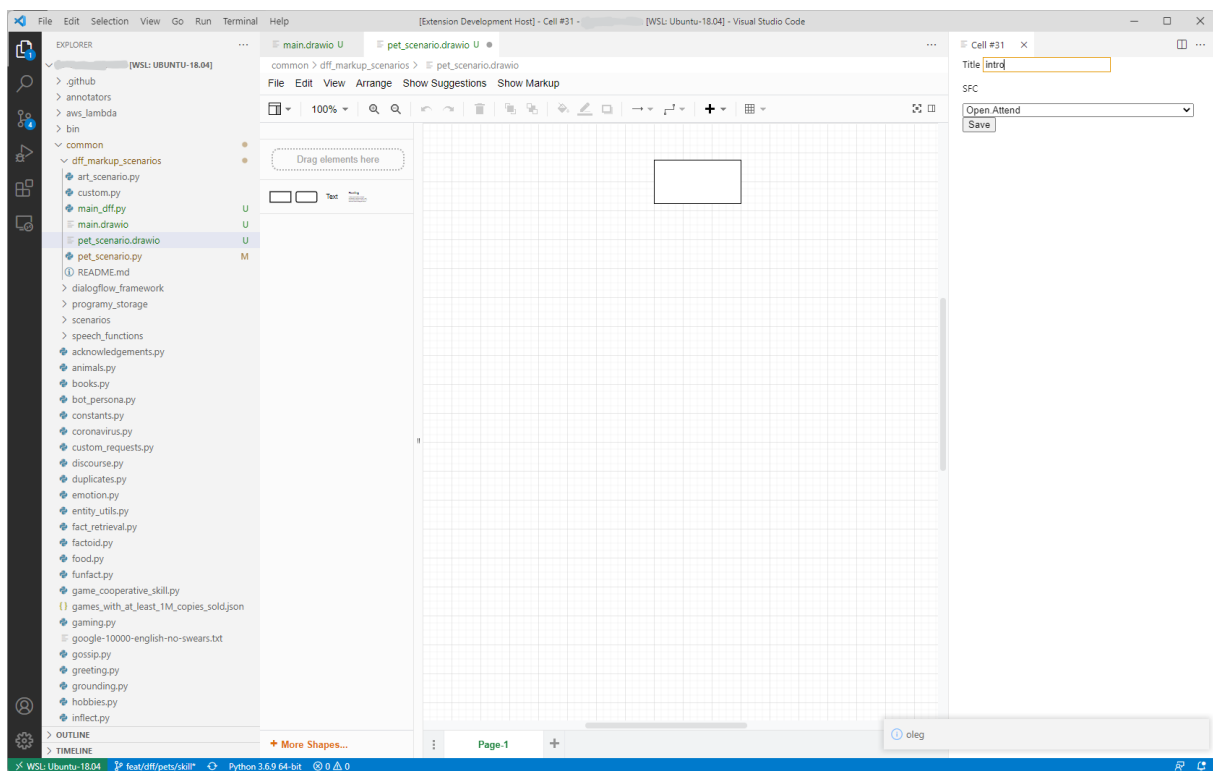 File Edit Selection View Go Run Terminal Help [Extension Development Host] - Cell #31 - [WSL: Ubuntu-18.04] - Visual Studio Code
EXPLORER
[WSL: UBUNTU-18.04]
.github
annotators
aws_lambda
bin
common
dff_markup_scenarios
art_scenario.py
custom.py
main_dff.py U
main.drawio U
pet_scenario.drawio U
pet_scenario.py M
README.md
dialogflow_framework
programy_storage
scenarios
speech_functions
acknowledgements.py
animals.py
books.py
bot_persona.py
constants.py
coronavirus.py
custom_requests.py
discourse.py
duplicates.py
emotion.py
entity_utils.py
fact_retrieval.py
factoid.py
food.py
funfact.py
game_cooperative_skill.py
{} games_with_at_least_1M_copies_sold.json
gaming.py
google-10000-english-no-swears.txt
gossip.py
greeting.py
grounding.py
hobbies.py
inflect.py
OUTLINE
TIMELINE
main.drawio U pet_scenario.drawio U
common > dff_markup_scenarios > pet_scenario.drawio
File Edit View Arrange Show Suggestions Show Markup
100%
Drag elements here
Text
+ More Shapes...
Page-1
Cell #31
Title intro
SFC
Open.Attend
Save
oleg
WSL: Ubuntu-18.04 feat/dff/pets/skill* Python 3.6.9 64-bit 0 0
4